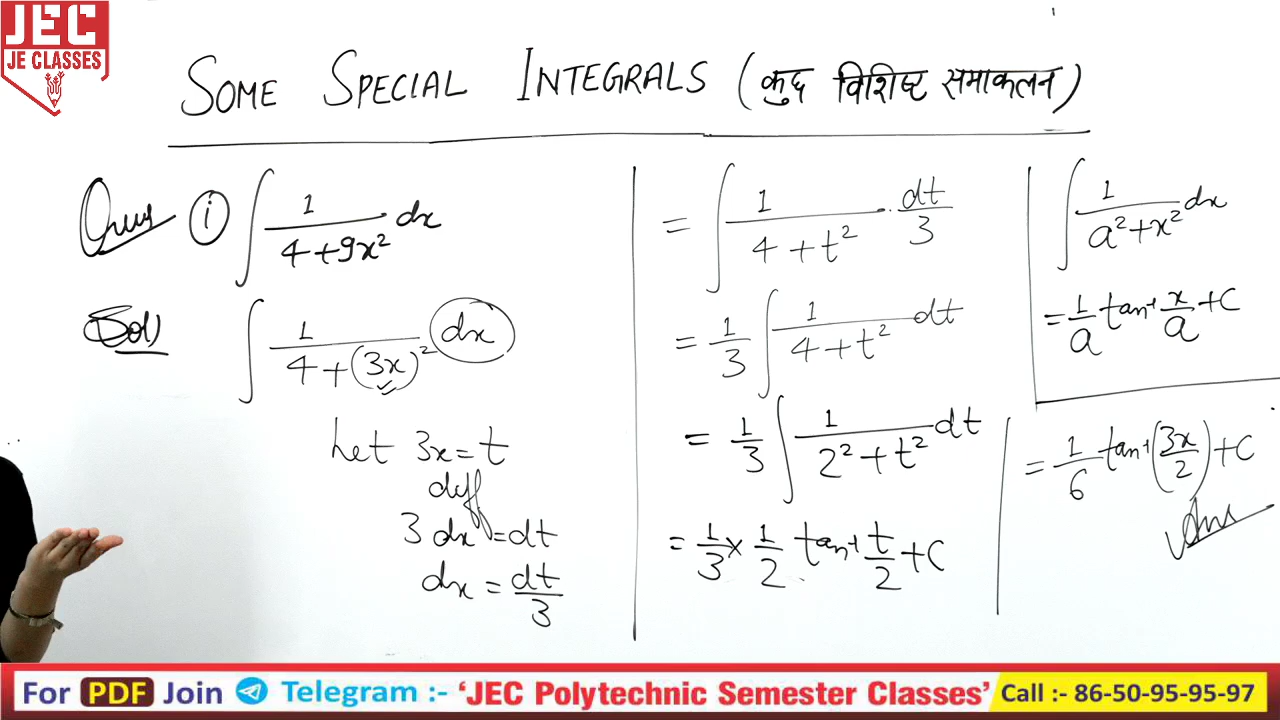 JEC
JE CLASSES
SOME SPECIAL INTEGRALS (कुछ विशिष्ट समाकलन)
Ques (i) ∫ 1/(4+9x²) dx
Sol) ∫ 1/(4+(3x)²) dx
Let 3x = t
diff
3 dx = dt
dx = dt/3
= ∫ 1/(4+t²) · dt/3
= 1/3 ∫ 1/(4+t²) dt
= 1/3 ∫ 1/(2²+t²) dt
= 1/3 × 1/2 tan⁻¹ t/2 + C
∫ 1/(a²+x²) dx
= 1/a tan⁻¹ x/a + C
= 1/6 tan⁻¹ (3x/2) + C
Ans
For PDF Join Telegram :- 'JEC Polytechnic Semester Classes' Call :- 86-50-95-95-97